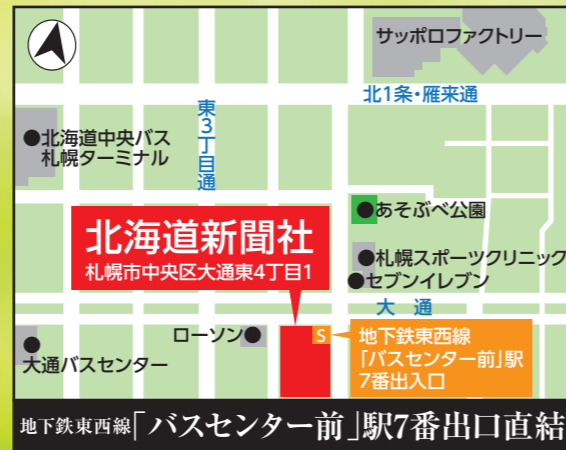 サッポロファクトリー
北1条・雁来通
東3丁目通
●北海道中央バス
札幌ターミナル
●あそぶべ公園
北海道新聞社
札幌市中央区大通東4丁目1
●札幌スポーツクリニック
●セブンイレブン
大通
ローソン●
S
地下鉄東西線
「バスセンター前」駅
7番出入口
●
大通バスセンター
地下鉄東西線「バスセンター前」駅7番出口直結